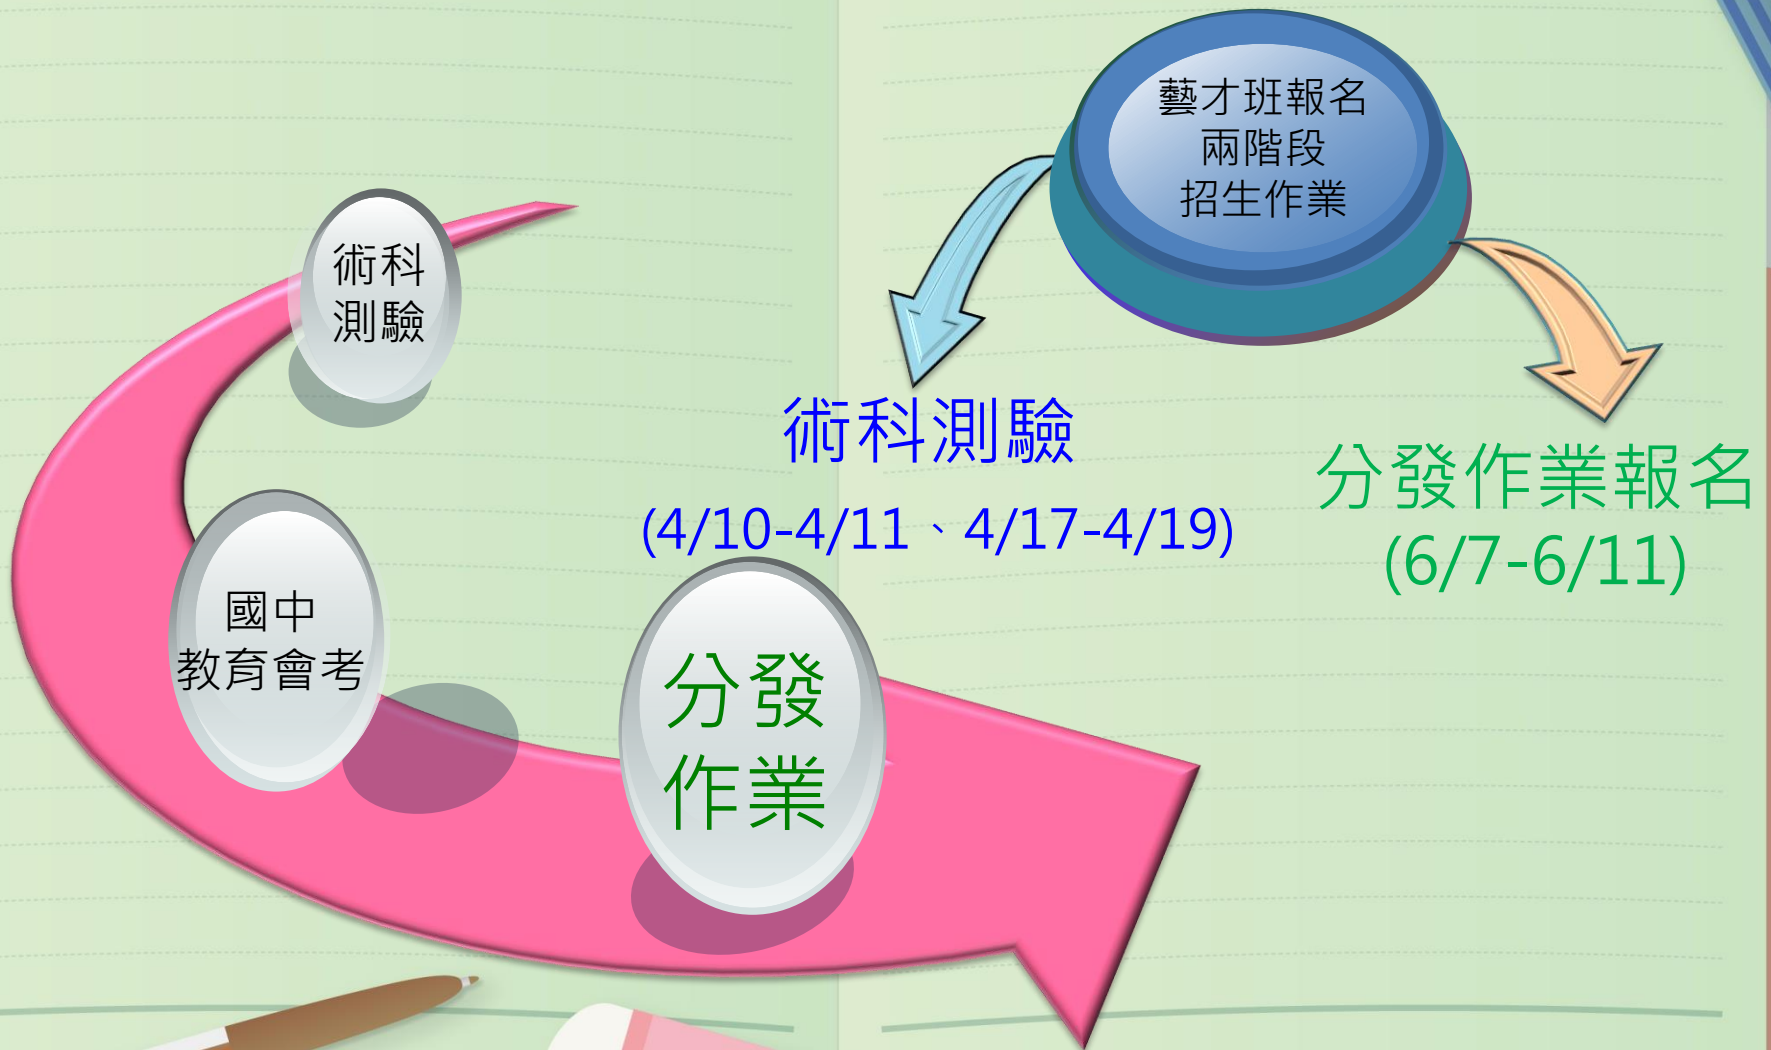 藝才班報名
兩階段
招生作業
術科
測驗
術科測驗
(4/10-4/11、4/17-4/19)
分發作業報名
(6/7-6/11)
國中
教育會考
分發
作業